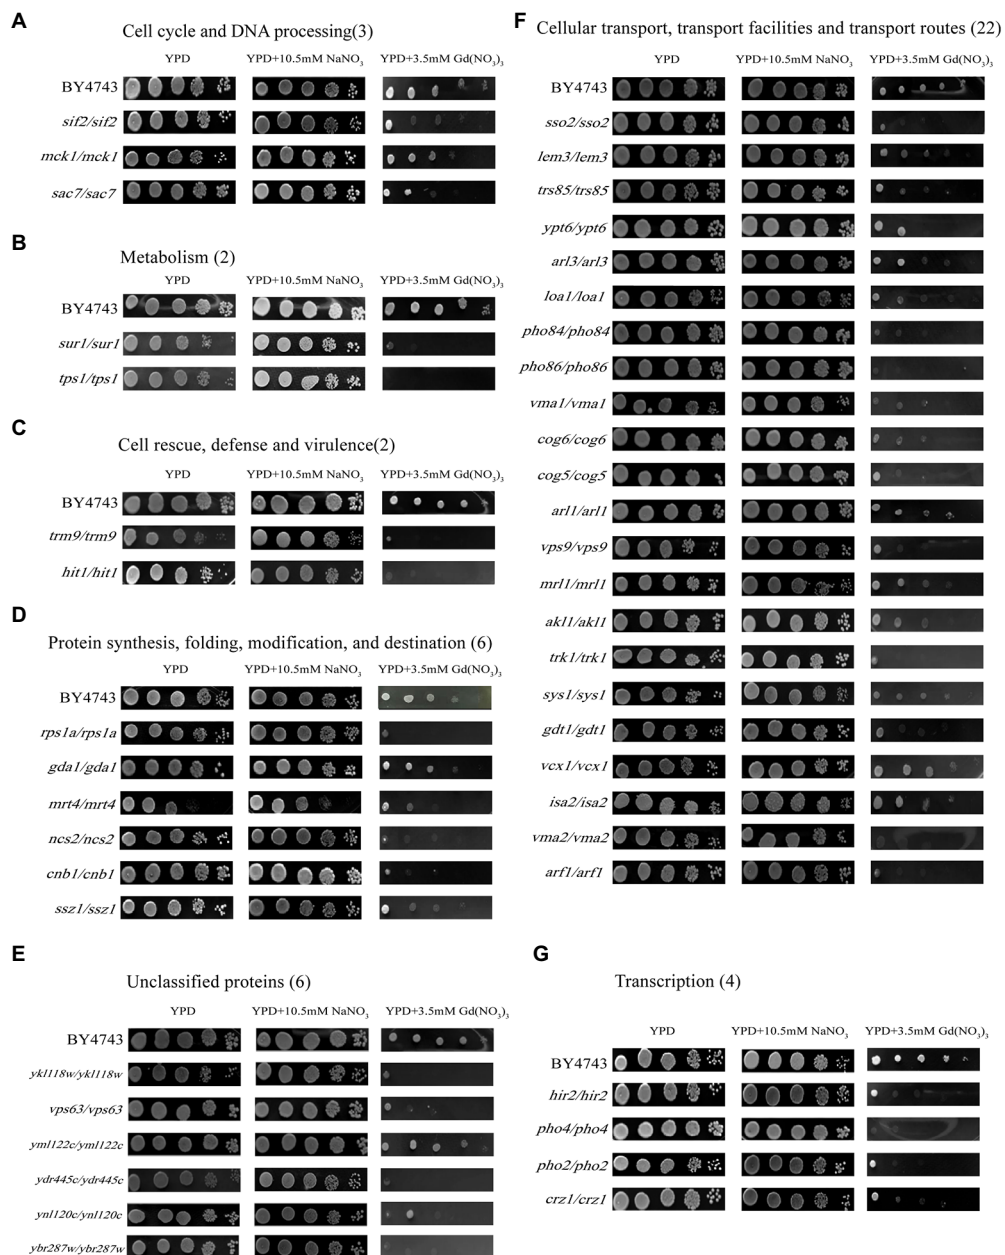 A
Cell cycle and DNA processing(3)
YPD YPD+10.5mM NaNO3 YPD+3.5mM Gd(NO3)3
BY4743
sif2/sif2
mck1/mck1
sac7/sac7
B
Metabolism (2)
YPD YPD+10.5mM NaNO3 YPD+3.5mM Gd(NO3)3
BY4743
sur1/sur1
tps1/tps1
C
Cell rescue, defense and virulence(2)
YPD YPD+10.5mM NaNO3 YPD+3.5mM Gd(NO3)3
BY4743
trm9/trm9
hit1/hit1
D
Protein synthesis, folding, modification, and destination (6)
YPD YPD+10.5mM NaNO3 YPD+3.5mM Gd(NO3)3
BY4743
rps1a/rps1a
gda1/gda1
mrt4/mrt4
ncs2/ncs2
cnb1/cnb1
ssz1/ssz1
E
Unclassified proteins (6)
YPD YPD+10.5mM NaNO3 YPD+3.5mM Gd(NO3)3
BY4743
ykl118w/ykl118w
vps63/vps63
yml122c/yml122c
ydr445c/ydr445c
ynl120c/ynl120c
ybr287w/ybr287w
F
Cellular transport, transport facilities and transport routes (22)
YPD YPD+10.5mM NaNO3 YPD+3.5mM Gd(NO3)3
BY4743
sso2/sso2
lem3/lem3
trs85/trs85
ypt6/ypt6
arl3/arl3
loa1/loa1
pho84/pho84
pho86/pho86
vma1/vma1
cog6/cog6
cog5/cog5
arl1/arl1
vps9/vps9
mrl1/mrl1
akl1/akl1
trk1/trk1
sys1/sys1
gdt1/gdt1
vcx1/vcx1
isa2/isa2
vma2/vma2
arf1/arf1
G
Transcription (4)
YPD YPD+10.5mM NaNO3 YPD+3.5mM Gd(NO3)3
BY4743
hir2/hir2
pho4/pho4
pho2/pho2
crz1/crz1